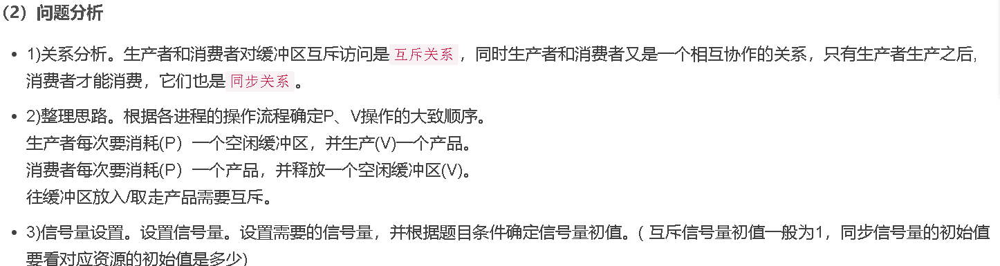 （2）问题分析
1)关系分析。生产者和消费者对缓冲区互斥访问是互斥关系，同时生产者和消费者又是一个相互协作的关系，只有生产者生产之后,
消费者才能消费，它们也是同步关系。
2)整理思路。根据各进程的操作流程确定P、V操作的大致顺序。
生产者每次要消耗(P）一个空闲缓冲区，并生产(V)一个产品。
消费者每次要消耗(P）一个产品，并释放一个空闲缓冲区(V)。
往缓冲区放入/取走产品需要互斥。
3)信号量设置。设置信号量。设置需要的信号量，并根据题目条件确定信号量初值。( 互斥信号量初值一般为1，同步信号量的初始值
要看对应资源的初始值是多少)